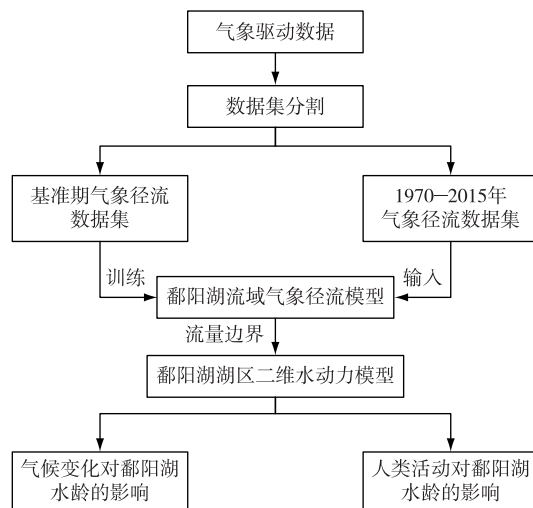 气象驱动数据
数据集分割
基准期气象径流
数据集
1970—2015年
气象径流数据集
训练
输入
鄱阳湖流域气象径流模型
流量边界
鄱阳湖湖区二维水动力模型
气候变化对鄱阳湖
水龄的影响
人类活动对鄱阳湖
水龄的影响